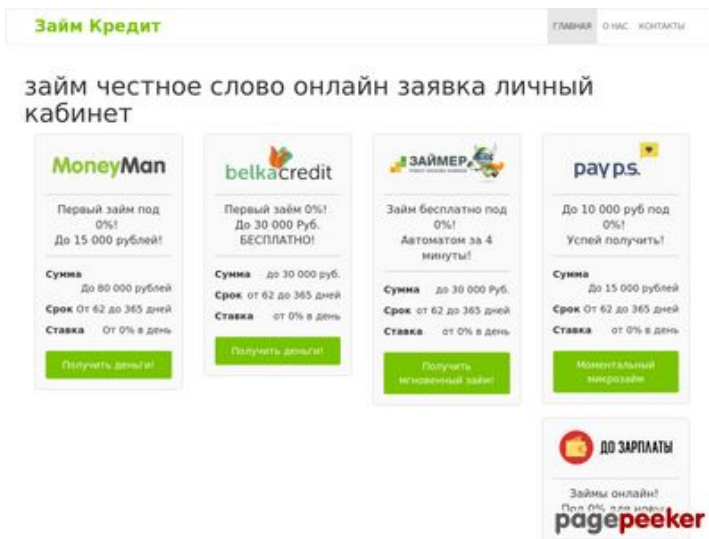 Займ Кредит
ГЛАВНАЯ О НАС КОНТАКТЫ
займ честное слово онлайн заявка личный
кабинет
MoneyMan
Первый займ под
0%!
До 15 000 рублей!
Сумма
До 80 000 рублей
Срок От 62 до 365 дней
Ставка От 0% в день
Получить деньги!
belkacredit
Первый заём 0%!
До 30 000 Руб.
БЕСПЛАТНО!
Сумма до 30 000 руб.
Срок От 62 до 365 дней
Ставка от 0% в день
Получить деньги!
ЗАЙМЕР
Займ бесплатно под
0%!
Автоматом за 4
минуты!
Сумма до 30 000 Руб.
Срок от 62 до 365 дней
Ставка от 0% в день
Получить
мгновенный займ!
pay p.s.
До 10 000 руб под
0%!
Успей получить!
Сумма
До 15 000 рублей
Срок От 62 до 365 дней
Ставка от 0% в день
Моментальный
микрозайм
ДО ЗАРПЛАТЫ
Займы онлайн!
Под 0% для новых
pagepeeker